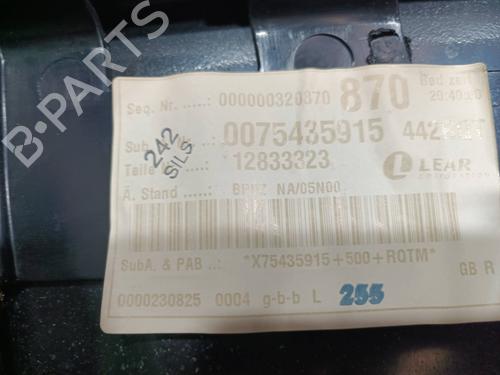 B-PARTS
Seq. Nr. .....: 000000320370 870
Sub 0075435915
Teile 12833323
242
SILS
LEAR
CORPORATION
Ä. Stand .....: NA/05N00
SubA. & PAB ..: *X75435915+500+RQTM*
GB R
0000230825 0004 g-b-b L 255